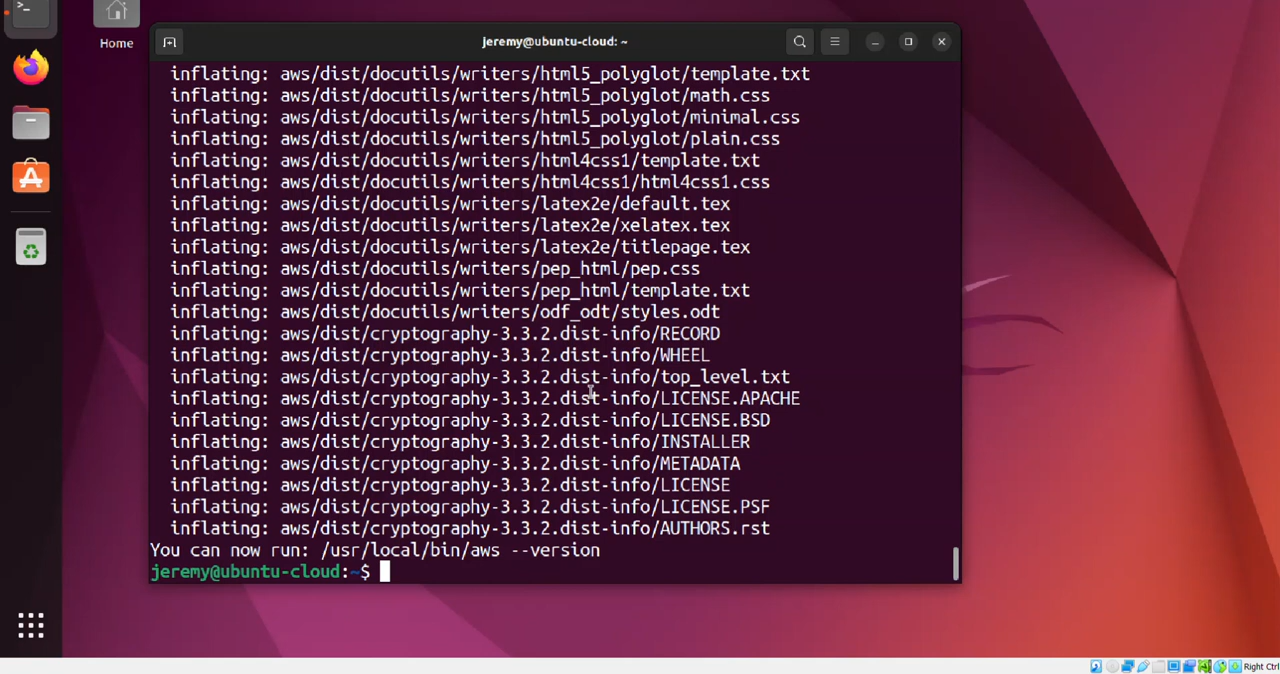 Home
jeremy@ubuntu-cloud: ~
inflating: aws/dist/docutils/writers/html5_polyglot/template.txt
inflating: aws/dist/docutils/writers/html5_polyglot/math.css
inflating: aws/dist/docutils/writers/html5_polyglot/minimal.css
inflating: aws/dist/docutils/writers/html5_polyglot/plain.css
inflating: aws/dist/docutils/writers/html4css1/template.txt
inflating: aws/dist/docutils/writers/html4css1/html4css1.css
inflating: aws/dist/docutils/writers/latex2e/default.tex
inflating: aws/dist/docutils/writers/latex2e/xelatex.tex
inflating: aws/dist/docutils/writers/latex2e/titlepage.tex
inflating: aws/dist/docutils/writers/pep_html/pep.css
inflating: aws/dist/docutils/writers/pep_html/template.txt
inflating: aws/dist/docutils/writers/odf_odt/styles.odt
inflating: aws/dist/cryptography-3.3.2.dist-info/RECORD
inflating: aws/dist/cryptography-3.3.2.dist-info/WHEEL
inflating: aws/dist/cryptography-3.3.2.dist-info/top_level.txt
inflating: aws/dist/cryptography-3.3.2.dist-info/LICENSE.APACHE
inflating: aws/dist/cryptography-3.3.2.dist-info/LICENSE.BSD
inflating: aws/dist/cryptography-3.3.2.dist-info/INSTALLER
inflating: aws/dist/cryptography-3.3.2.dist-info/METADATA
inflating: aws/dist/cryptography-3.3.2.dist-info/LICENSE
inflating: aws/dist/cryptography-3.3.2.dist-info/LICENSE.PSF
inflating: aws/dist/cryptography-3.3.2.dist-info/AUTHORS.rst
You can now run: /usr/local/bin/aws --version
jeremy@ubuntu-cloud:~$
Right Ctrl